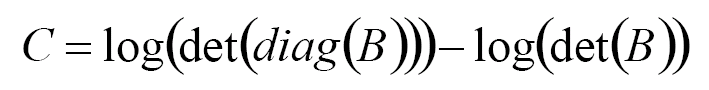 C = log(det(diag(B))) – log(det(B))